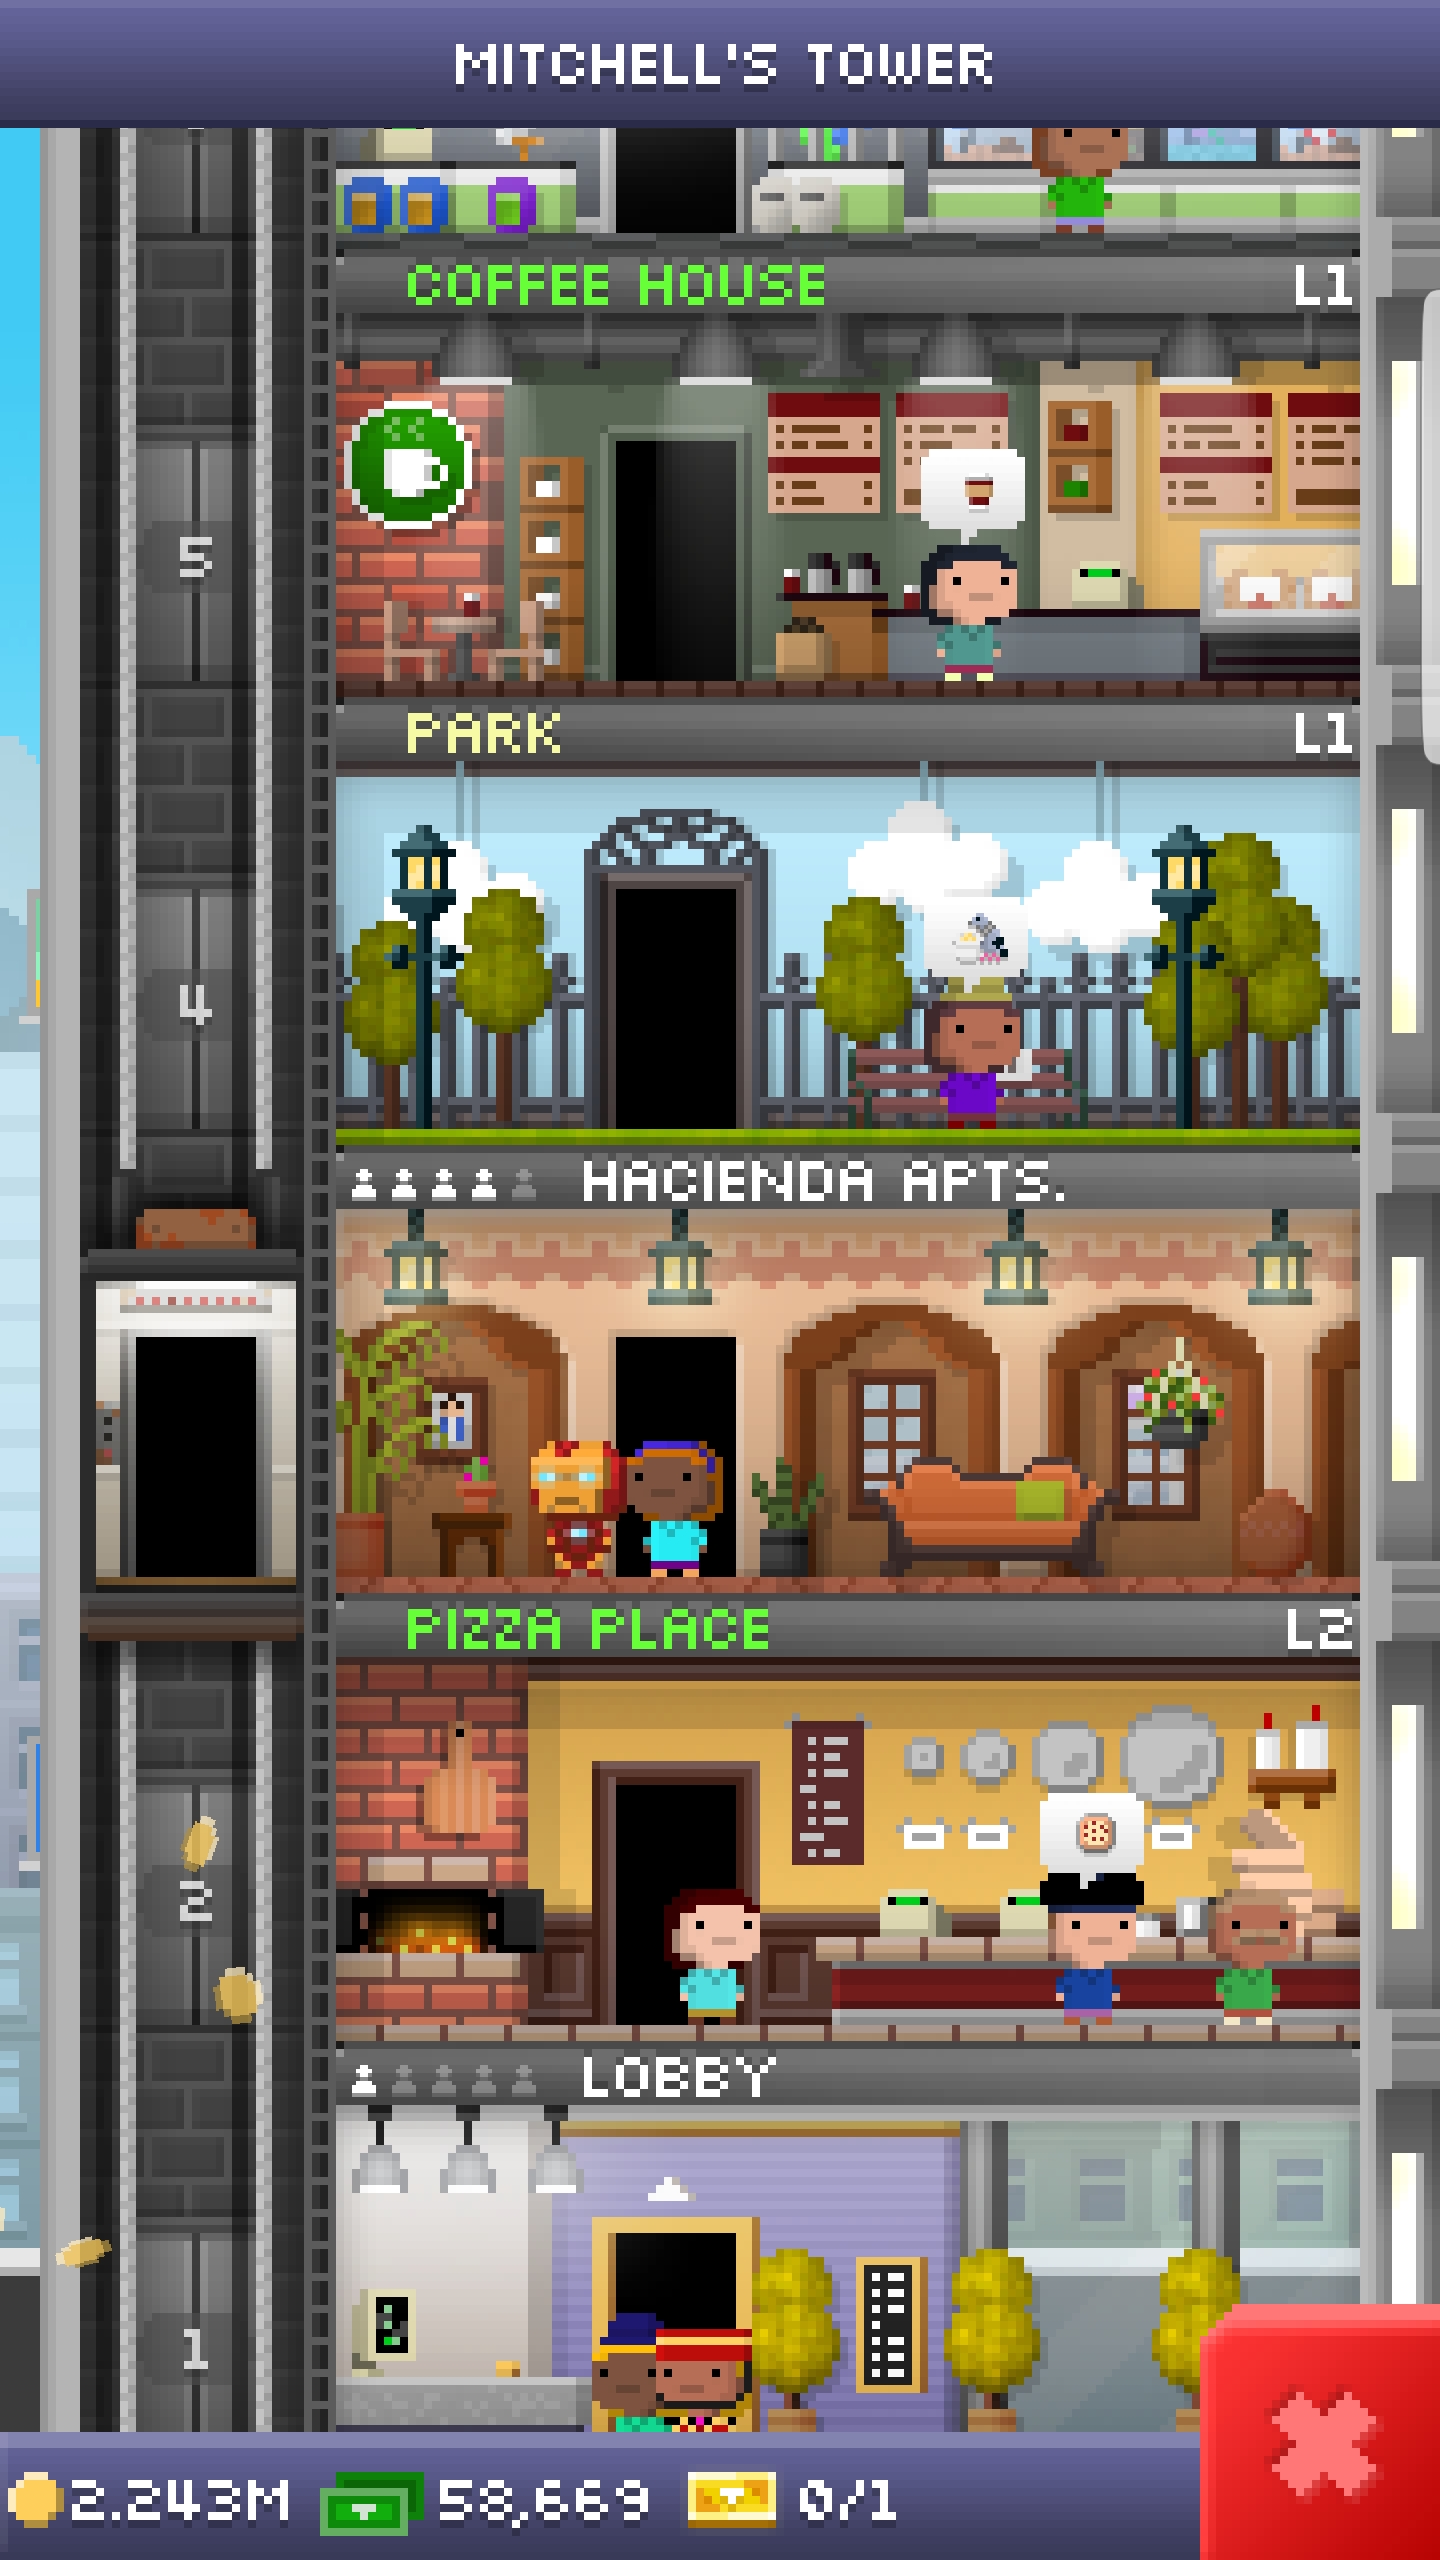 MITCHELL'S TOWER
COFFEE HOUSE L1
5
PARK L1
4
HACIENDA APTS.
PIZZA PLACE L2
2
LOBBY
1
2.243M 58,669 0/1